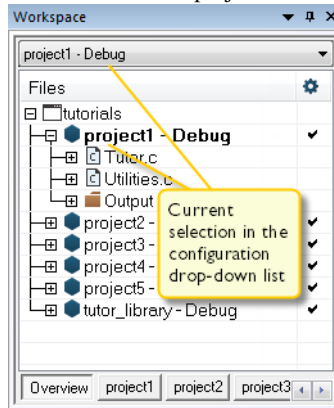 Workspace
project1 - Debug
Files
tutorials
project1 - Debug
Tutor.c
Utilities.c
Output
project2 -
project3 -
project4 -
project5 -
tutor_library - Debug
Current
selection in the
configuration
drop-down list
Overview project1 project2 project3